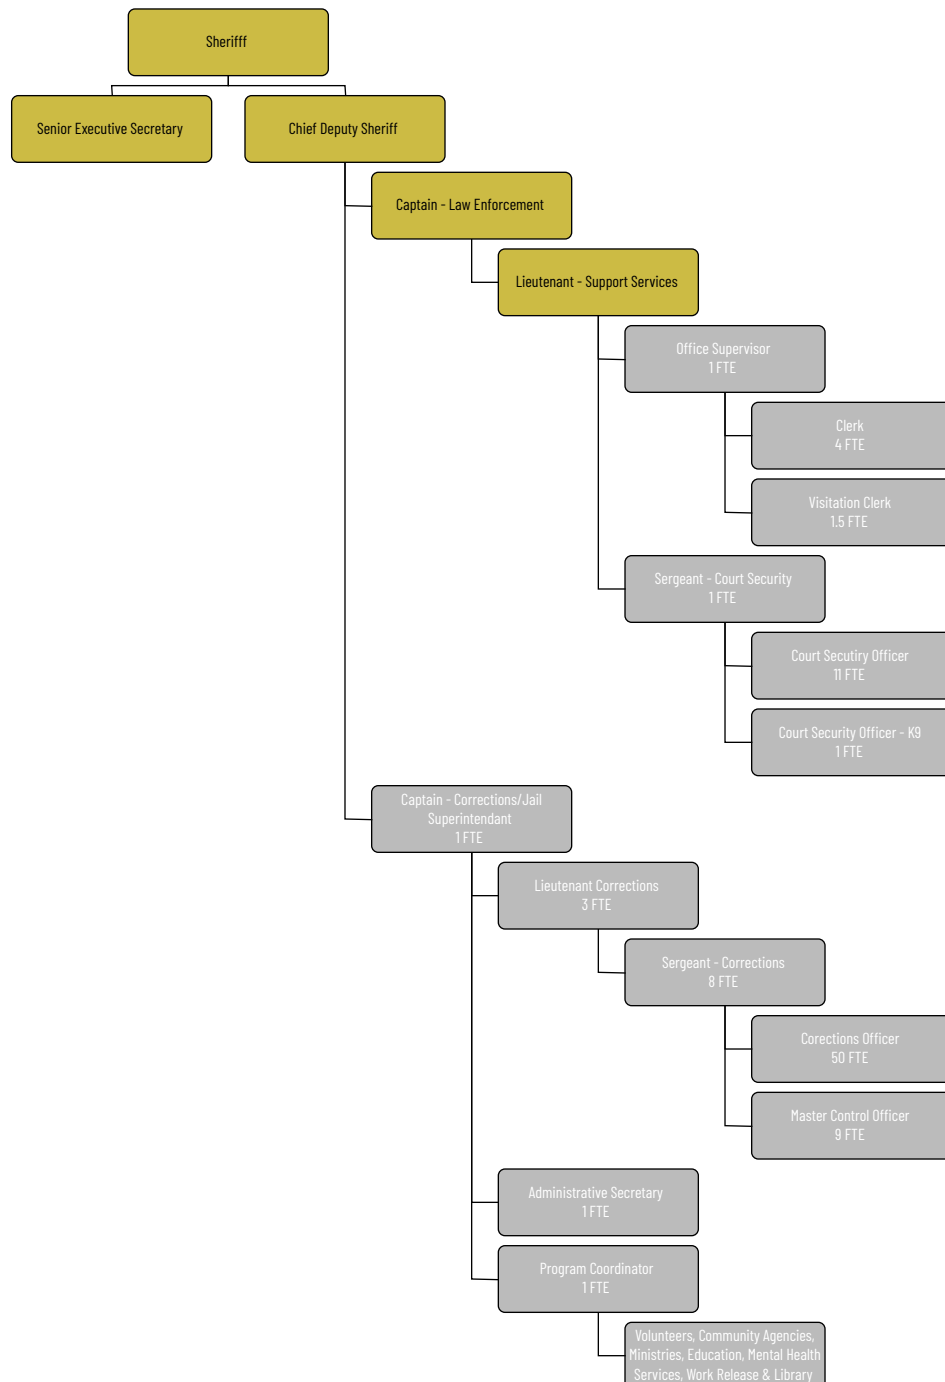 Sherifff
Senior Executive Secretary
Chief Deputy Sheriff
Captain - Law Enforcement
Lieutenant - Support Services
Office Supervisor
1 FTE
Clerk
4 FTE
Visitation Clerk
1.5 FTE
Sergeant - Court Security
1 FTE
Court Secutiry Officer
11 FTE
Court Security Officer - K9
1 FTE
Captain - Corrections/Jail
Superintendant
1 FTE
Lieutenant Corrections
3 FTE
Sergeant - Corrections
8 FTE
Corections Officer
50 FTE
Master Control Officer
9 FTE
Administrative Secretary
1 FTE
Program Coordinator
1 FTE
Volunteers, Community Agencies,
Ministries, Education, Mental Health
Services, Work Release & Library